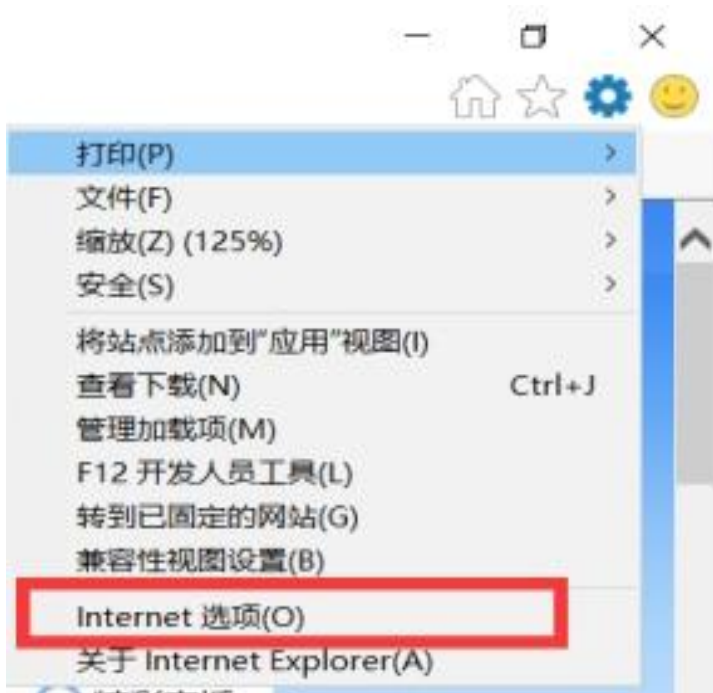 打印(P)
文件(F)
缩放(Z) (125%)
安全(S)
将站点添加到"应用"视图(I)
查看下载(N) Ctrl+J
管理加载项(M)
F12 开发人员工具(L)
转到已固定的网站(G)
兼容性视图设置(B)
Internet 选项(O)
关于 Internet Explorer(A)